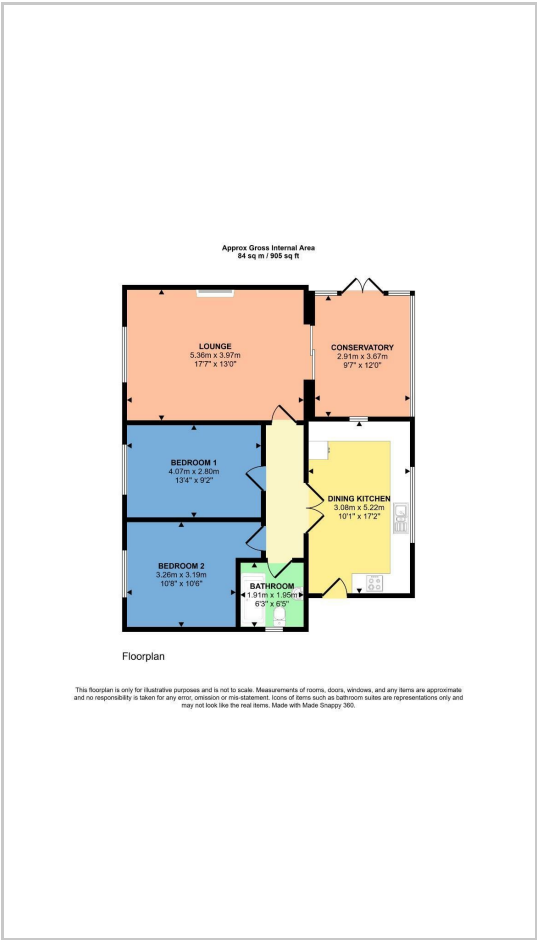 Approx Gross Internal Area
84 sq m / 905 sq ft
LOUNGE
5.36m x 3.97m
17'7" x 13'0"
CONSERVATORY
2.91m x 3.67m
9'7" x 12'0"
BEDROOM 1
4.07m x 2.80m
13'4" x 9'2"
DINING KITCHEN
3.08m x 5.22m
10'1" x 17'2"
BEDROOM 2
3.26m x 3.19m
10'8" x 10'6"
BATHROOM
1.91m x 1.95m
6'3" x 6'5"
Floorplan
This floorplan is only for illustrative purposes and is not to scale. Measurements of rooms, doors, windows, and any items are approximate
and no responsibility is taken for any error, omission or mis-statement. Icons of items such as bathroom suites are representations only and
may not look like the real items. Made with Made Snappy 360.